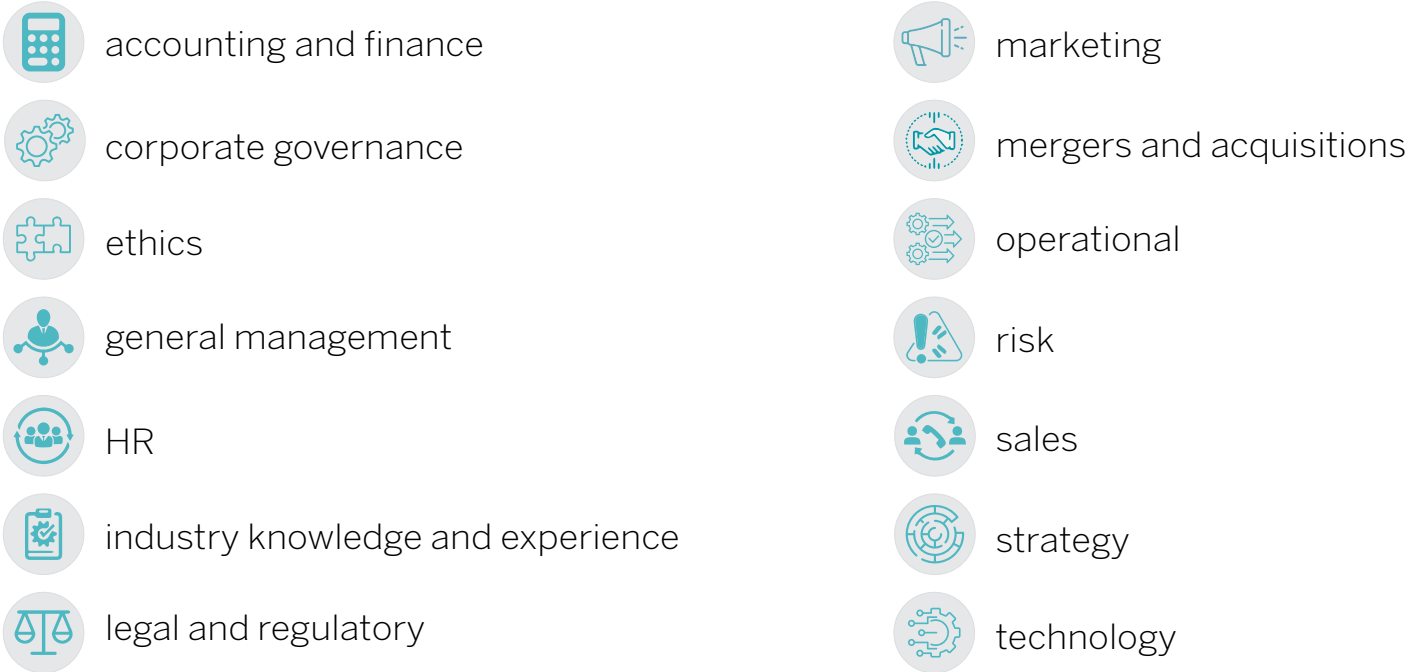 accounting and finance
corporate governance
ethics
general management
HR
industry knowledge and experience
legal and regulatory
marketing
mergers and acquisitions
operational
risk
sales
strategy
technology